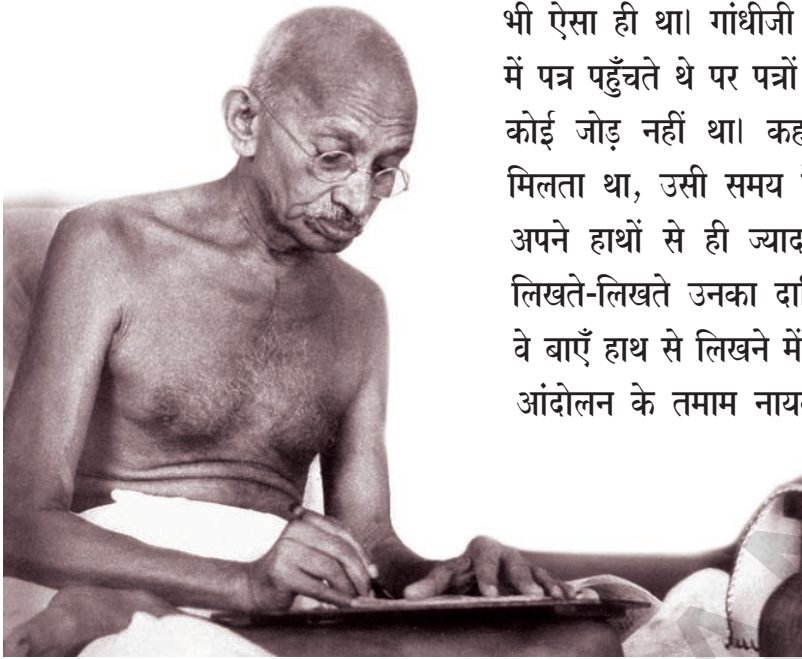 भी ऐसा ही था। गांधीजी
में पत्र पहुँचते थे पर पत्रों
कोई जोड़ नहीं था।
मिलता था, उसी समय
अपने हाथों से ही
लिखते-लिखते उनका
वे बाएँ हाथ से लिखने में
आंदोलन के तमाम